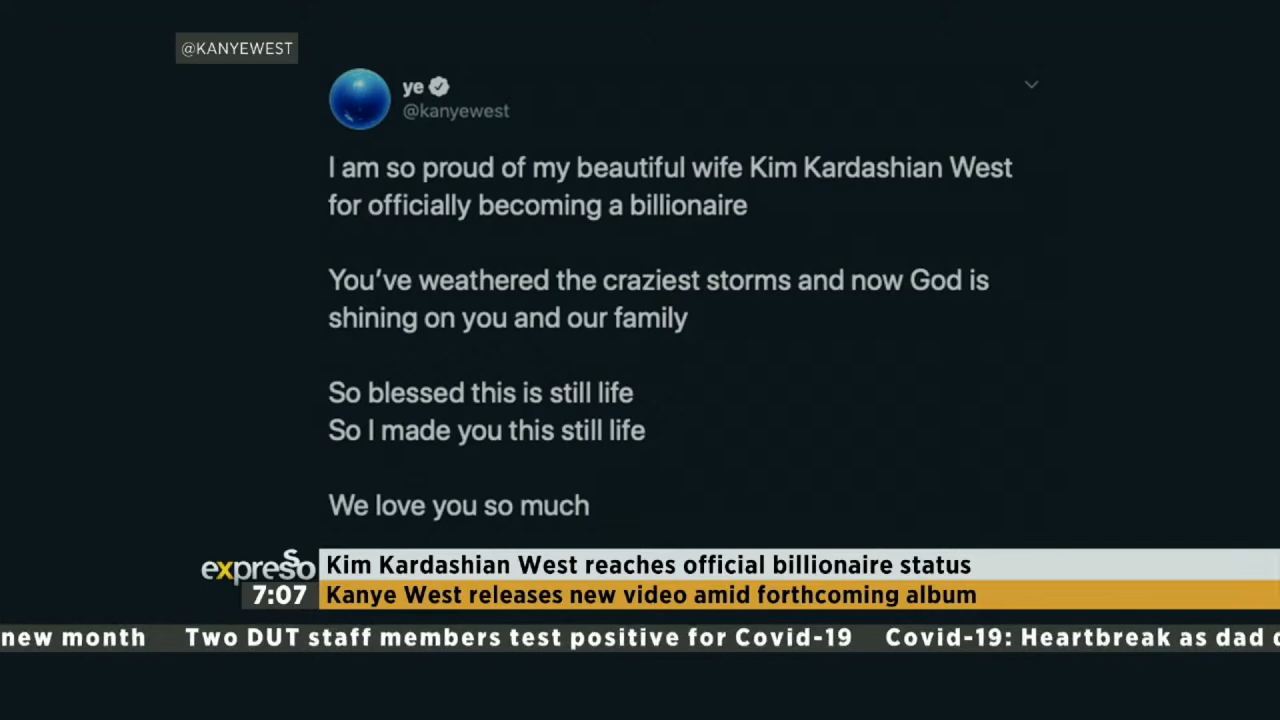 @KANYEWEST
ye
@kanyewest
I am so proud of my beautiful wife Kim Kardashian West
for officially becoming a billionaire
You've weathered the craziest storms and now God is
shining on you and our family
So blessed this is still life
So I made you this still life
We love you so much
expresso
Kim Kardashian West reaches official billionaire status
7:07
Kanye West releases new video amid forthcoming album
new month Two DUT staff members test positive for Covid-19 Covid-19: Heartbreak as dad